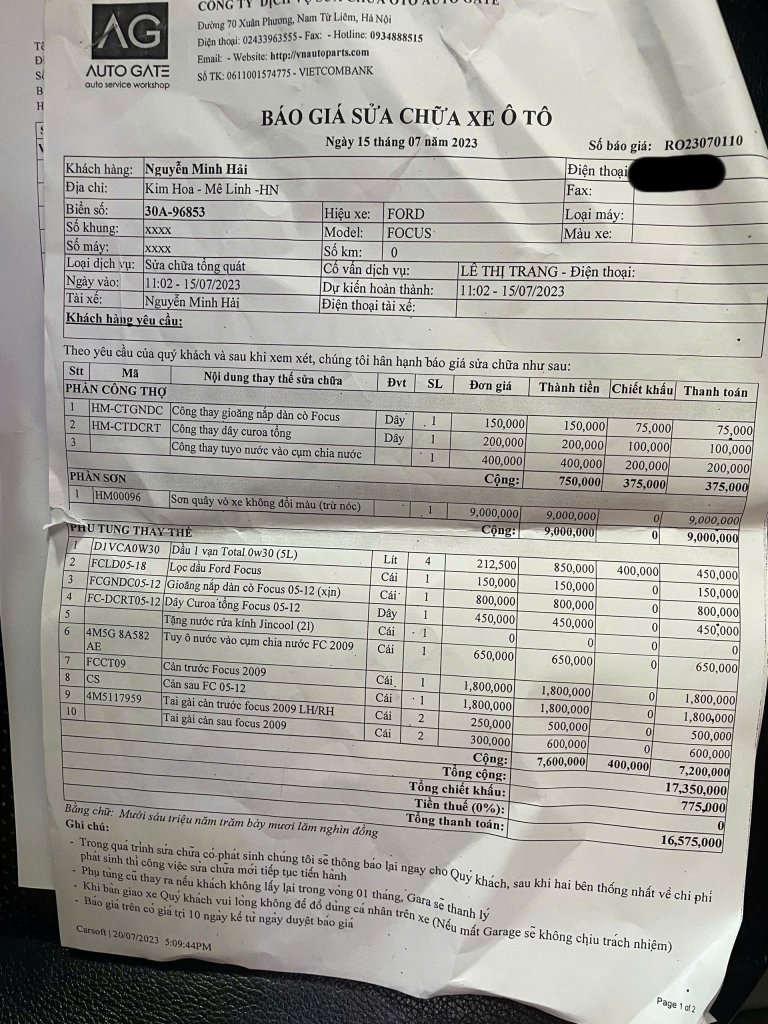 AG
AUTO GATE
auto service workshop
CÔNG TY DỊCH VỤ SỬA CHỮA OTO AUTO GATE
Đường 70 Xuân Phương, Nam Từ Liêm, Hà Nội
Điện thoại: 02433963555 - Fax: - Hotline: 0934888515
Email: - Website: http://vnautoparts.com
Số TK: 0611001574775 - VIETCOMBANK
BÁO GIÁ SỬA CHỮA XE Ô TÔ
Ngày 15 tháng 07 năm 2023
Số báo giá: RO23070110
Khách hàng: Nguyễn Minh Hải Điện thoại
Địa chỉ: Kim Hoa - Mê Linh -HN Fax:
Biển số: 30A-96853 Hiệu xe: FORD Loại máy:
Số khung: xxxx Model: FOCUS Màu xe:
Số máy: xxxx Số km: 0
Loại dịch vụ: Sửa chữa tổng quát Cố vấn dịch vụ: LÊ THỊ TRANG - Điện thoại:
Ngày vào: 11:02 - 15/07/2023 Dự kiến hoàn thành: 11:02 - 15/07/2023
Tài xế: Nguyễn Minh Hải Điện thoại tài xế:
Khách hàng yêu cầu:
Theo yêu cầu của quý khách và sau khi xem xét, chúng tôi hân hạnh báo giá sửa chữa như sau:
Stt Mã Nội dung thay thế sửa chữa Đvt SL Đơn giá Thành tiền Chiết khấu Thanh toán
PHẦN CÔNG THỢ
1 HM-CTGNDC Công thay gioăng nắp dàn cò Focus Dây 1 150,000 150,000 75,000 75,000
2 HM-CTDCRT Công thay dây curoa tổng Dây 1 200,000 200,000 100,000 100,000
3 Công thay tuyo nước vào cụm chia nước 1 400,000 400,000 200,000 200,000
Cộng: 750,000 375,000 375,000
PHẦN SƠN
1 HM00096 Sơn quây vỏ xe không đổi màu (trừ nóc) 1 9,000,000 9,000,000 0 9,000,000
Cộng: 9,000,000 0 9,000,000
PHỤ TÙNG THAY THẾ
1 D1VCA0W30 Dầu 1 vạn Total 0w30 (5L) Lít 4 212,500 850,000 400,000 450,000
2 FCLD05-18 Lọc dầu Ford Focus Cái 1 150,000 150,000 0 150,000
3 FCGNDC05-12 Gioăng nắp dàn cò Focus 05-12 (xịn) Cái 1 800,000 800,000 0 800,000
4 FC-DCRT05-12 Dây Curoa tổng Focus 05-12 Dây 1 450,000 450,000 0 450,000
5 Tặng nước rửa kính Jincool (2l) Cái 1 0 0 0 0
6 4M5G 8A582 AE Tuy ô nước vào cụm chia nước FC 2009 Cái 1 650,000 650,000 0 650,000
7 FCCT09 Cản trước Focus 2009 Cái 1 1,800,000 1,800,000 0 1,800,000
8 CS Cản sau FC 05-12 Cái 1 1,800,000 1,800,000 0 1,800,000
9 4M5117959 Tai gài cản trước focus 2009 LH/RH Cái 2 250,000 500,000 0 500,000
10 Tai gài cản sau focus 2009 Cái 2 300,000 600,000 0 600,000
Cộng: 7,600,000 400,000 7,200,000
Tổng cộng: 17,350,000
Tổng chiết khấu: 775,000
Tiền thuế (0%): 0
Tổng thanh toán: 16,575,000
Bằng chữ: Mười sáu triệu năm trăm bảy mươi lăm nghìn đồng
Ghi chú:
- Trong quá trình sửa chữa có phát sinh chúng tôi sẽ thông báo lại ngay cho Quý khách, sau khi hai bên thống nhất về chi phí
phát sinh thì công việc sửa chữa mới tiếp tục tiến hành
- Phụ tùng cũ thay ra nếu khách không lấy lại trong vòng 01 tháng, Gara sẽ thanh lý
- Khi bàn giao xe Quý khách vui lòng không để đồ dùng cá nhân trên xe (Nếu mất Garage sẽ không chịu trách nhiệm)
- Báo giá trên có giá trị 10 ngày kể từ ngày duyệt báo giá
Carsoft | 20/07/2023 5:09:44PM
Page 1 of 2